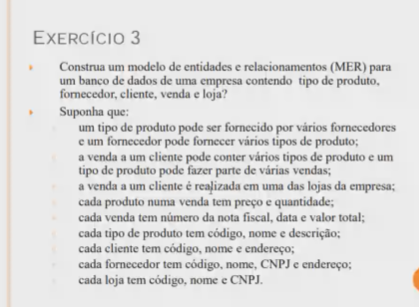 EXERCÍCIO 3
Construa um modelo de entidades e relacionamentos (MER) para
um banco de dados de uma empresa contendo tipo de produto,
fornecedor, cliente, venda e loja?
Suponha que:
um tipo de produto pode ser fornecido por vários fornecedores
e um fornecedor pode fornecer vários tipos de produto;
a venda a um cliente pode conter vários tipos de produto e um
tipo de produto pode fazer parte de várias vendas;
a venda a um cliente é realizada em uma das lojas da empresa;
cada produto numa venda tem preço e quantidade;
cada venda tem número da nota fiscal, data e valor total;
cada tipo de produto tem código, nome e descrição;
cada cliente tem código, nome e endereço;
cada fornecedor tem código, nome, CNPJ e endereço;
cada loja tem código, nome e CNPJ.